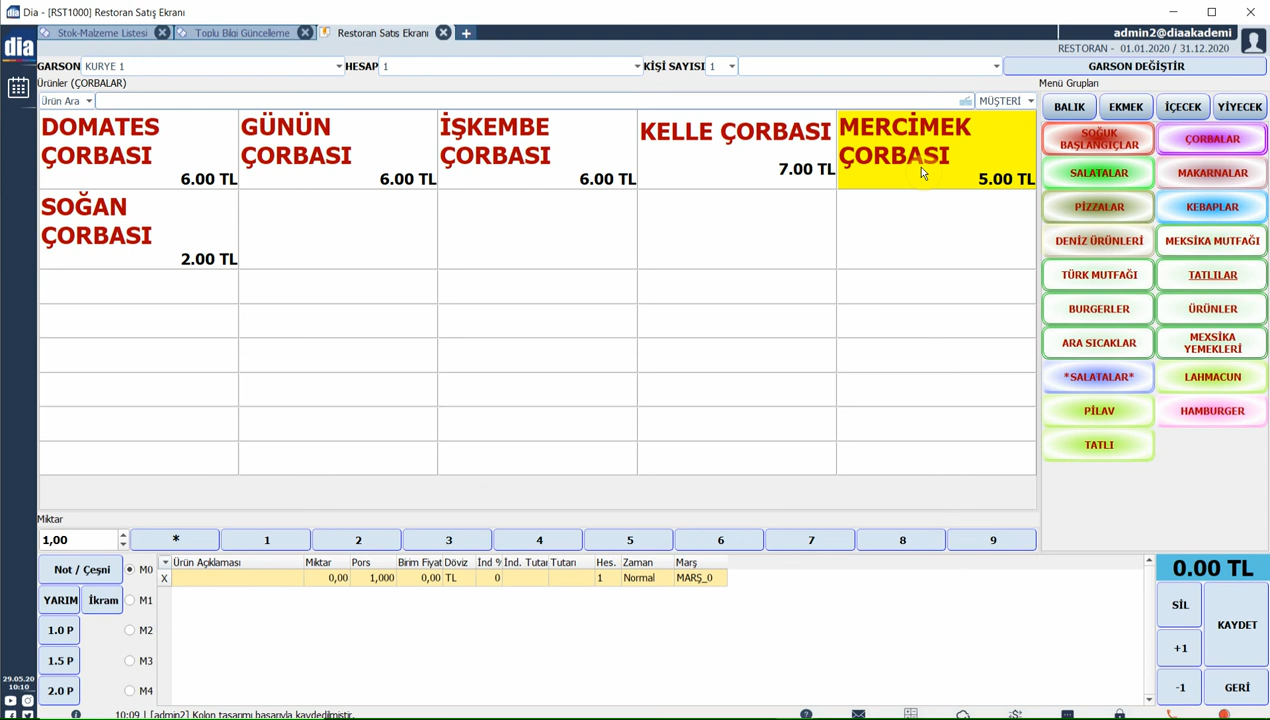 Dia - [RST1000] Restoran Satış Ekranı
dia
Stok-Malzeme Listesi
Toplu Bilgi Güncelleme
Restoran Satıs Ekranı
admin2@diaakademi
RESTORAN - 01.01.2020 / 31.12.2020
GARSON KURYE 1
HESAP 1
KİŞİ SAYISI 1
GARSON DEĞİŞTİR
Ürünler (ÇORBALAR)
Menü Grupları
Ürün Ara
MÜŞTERİ
BALIK
EKMEK
İÇECEK
YİYECEK
DOMATES ÇORBASI
6.00 TL
GÜNÜN ÇORBASI
6.00 TL
İŞKEMBE ÇORBASI
6.00 TL
KELLE ÇORBASI
7.00 TL
MERCİMEK ÇORBASI
5.00 TL
SOĞAN ÇORBASI
2.00 TL
SOĞUK BAŞLANGIÇLAR
ÇORBALAR
SALATALAR
MAKARNALAR
PİZZALAR
KEBAPLAR
DENİZ ÜRÜNLERİ
MEKSİKA MUTFAĞI
TÜRK MUTFAĞI
TATLILAR
BURGERLER
ÜRÜNLER
ARA SICAKLAR
MEXSİKA YEMEKLERİ
*SALATALAR*
LAHMACUN
PİLAV
HAMBURGER
TATLI
Miktar
1,00
* 1 2 3 4 5 6 7 8 9
Not / Çeşni
M0
YARIM
İkram
M1
1.0 P
M2
1.5 P
M3
2.0 P
M4
Ürün Açıklaması Miktar Pors Birim Fiyat Döviz İnd % İnd. Tutarı Tutarı Hes. Zaman Marş
X 0,00 1,000 0,00 TL 0 1 Normal MARŞ_0
0.00 TL
SİL
KAYDET
+1
-1
GERİ
29.05.20
10:10
10:09 | [admin2] Kolon tasarımı başarıyla kaydedilmiştir.